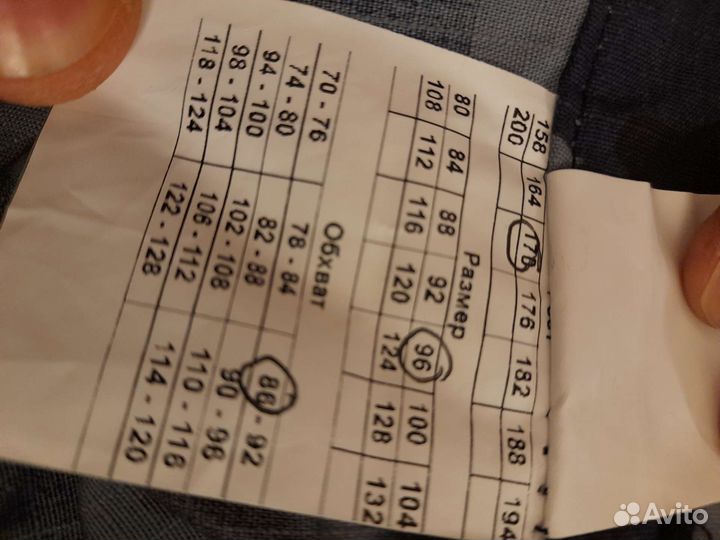 158 164 170 176 182 188 194
200
Размер
80 84 88 92 96 100 104
108 112 116 120 124 128 132
Обхват
70 - 76 78 - 84 86 - 92
74 - 80 82 - 88 90 - 96
94 - 100 102 - 108 110 - 116
98 - 104 106 - 112 114 - 120
118 - 124 122 - 128
Avito